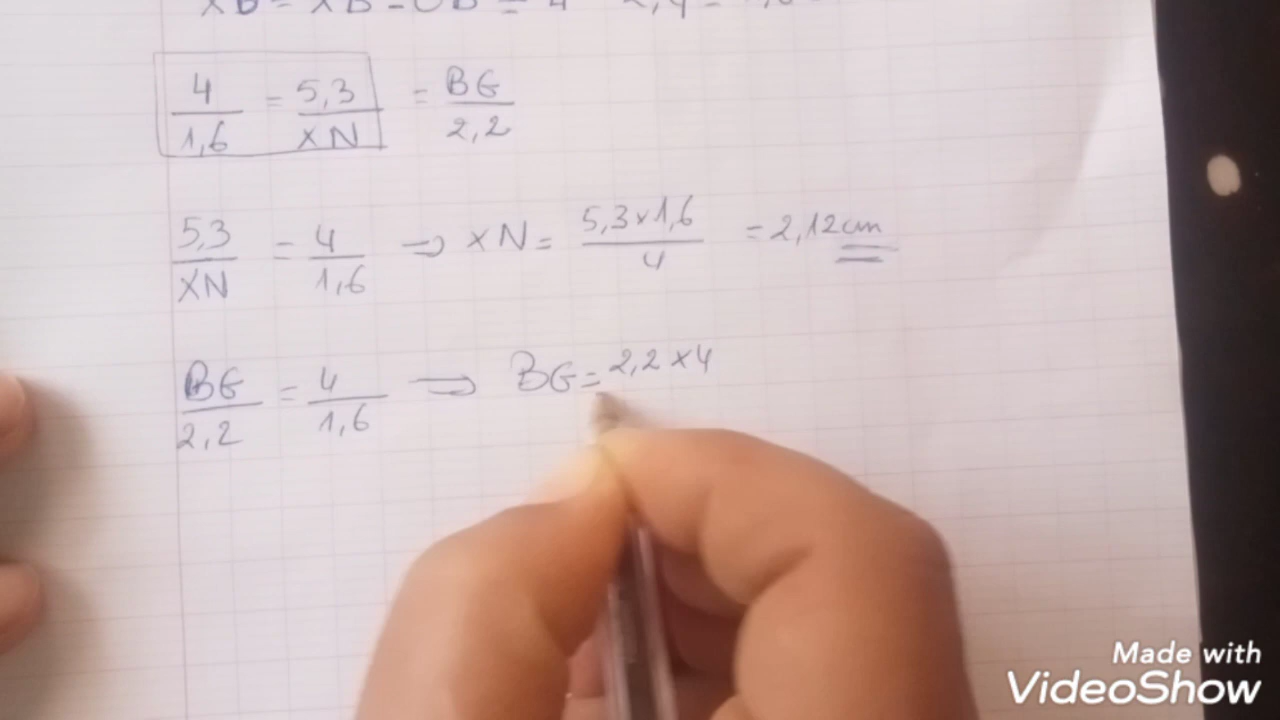 4/1,6 = 5,3/XN = BG/2,2
5,3/XN = 4/1,6 ⇒ XN = 5,3×1,6/4 = 2,12cm
BG/2,2 = 4/1,6 ⇒ BG = 2,2×4
Made with
VideoShow